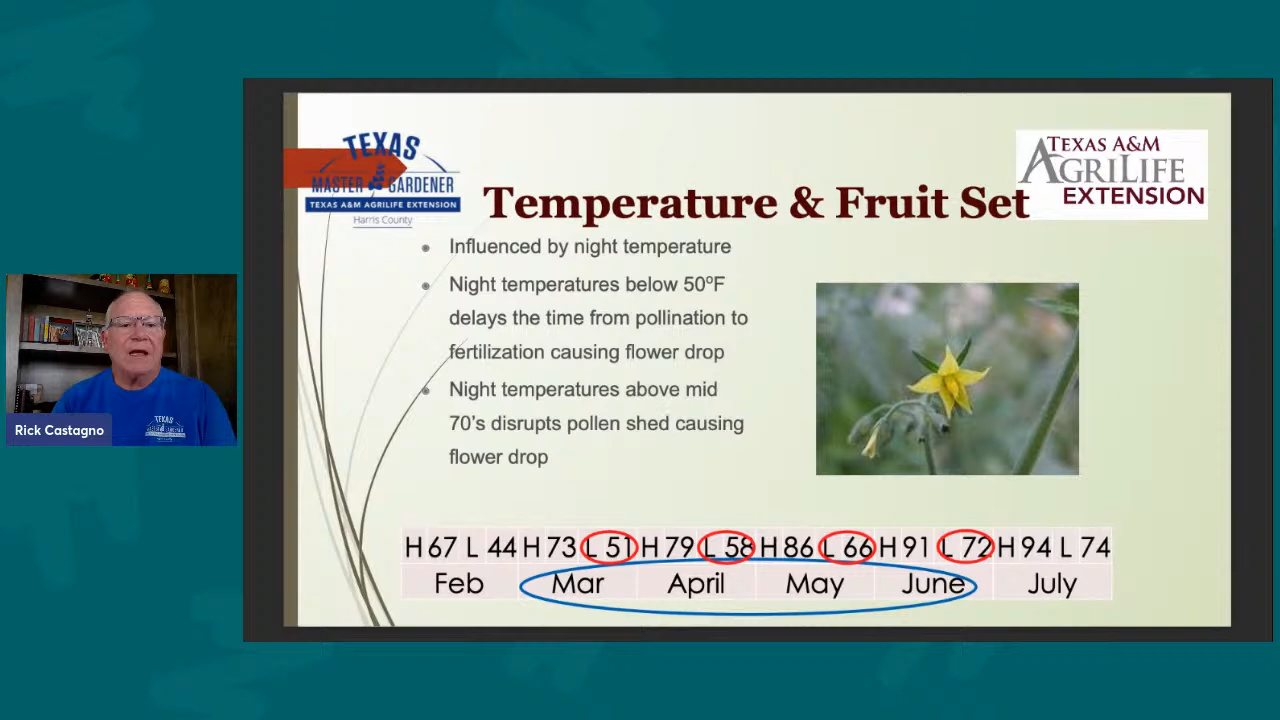 TEXAS
MASTER GARDENER
TEXAS A&M AGRILIFE EXTENSION
Harris County
TEXAS A&M
AGRILIFE
EXTENSION
Temperature & Fruit Set
Influenced by night temperature
Night temperatures below 50ºF
delays the time from pollination to
fertilization causing flower drop
Night temperatures above mid
70’s disrupts pollen shed causing
flower drop
H 67 L 44 H 73 L 51 H 79 L 58 H 86 L 66 H 91 L 72 H 94 L 74
Feb Mar April May June July
Rick Castagno
TEXAS